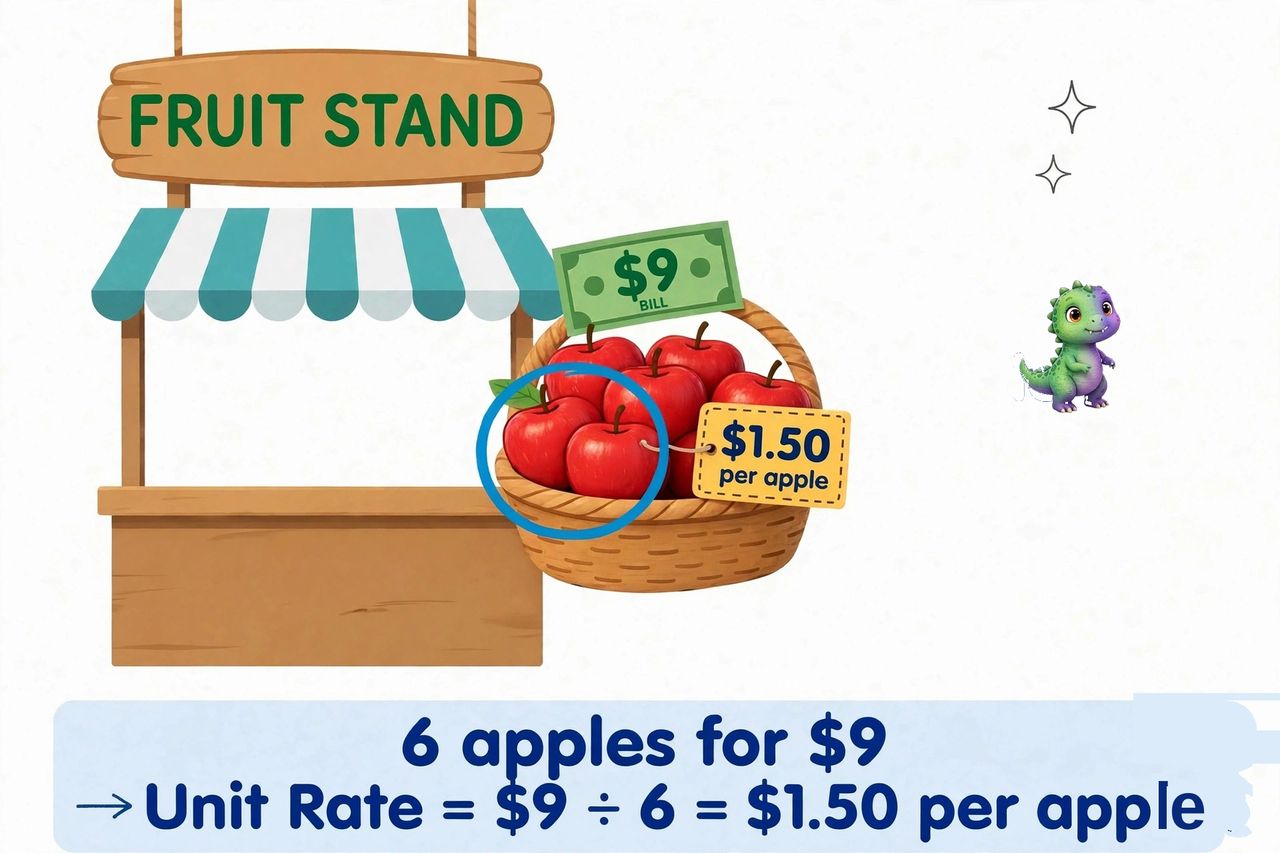 FRUIT STAND
$9
BILL
$1.50
per apple
6 apples for $9
→ Unit Rate = $9 ÷ 6 = $1.50 per apple